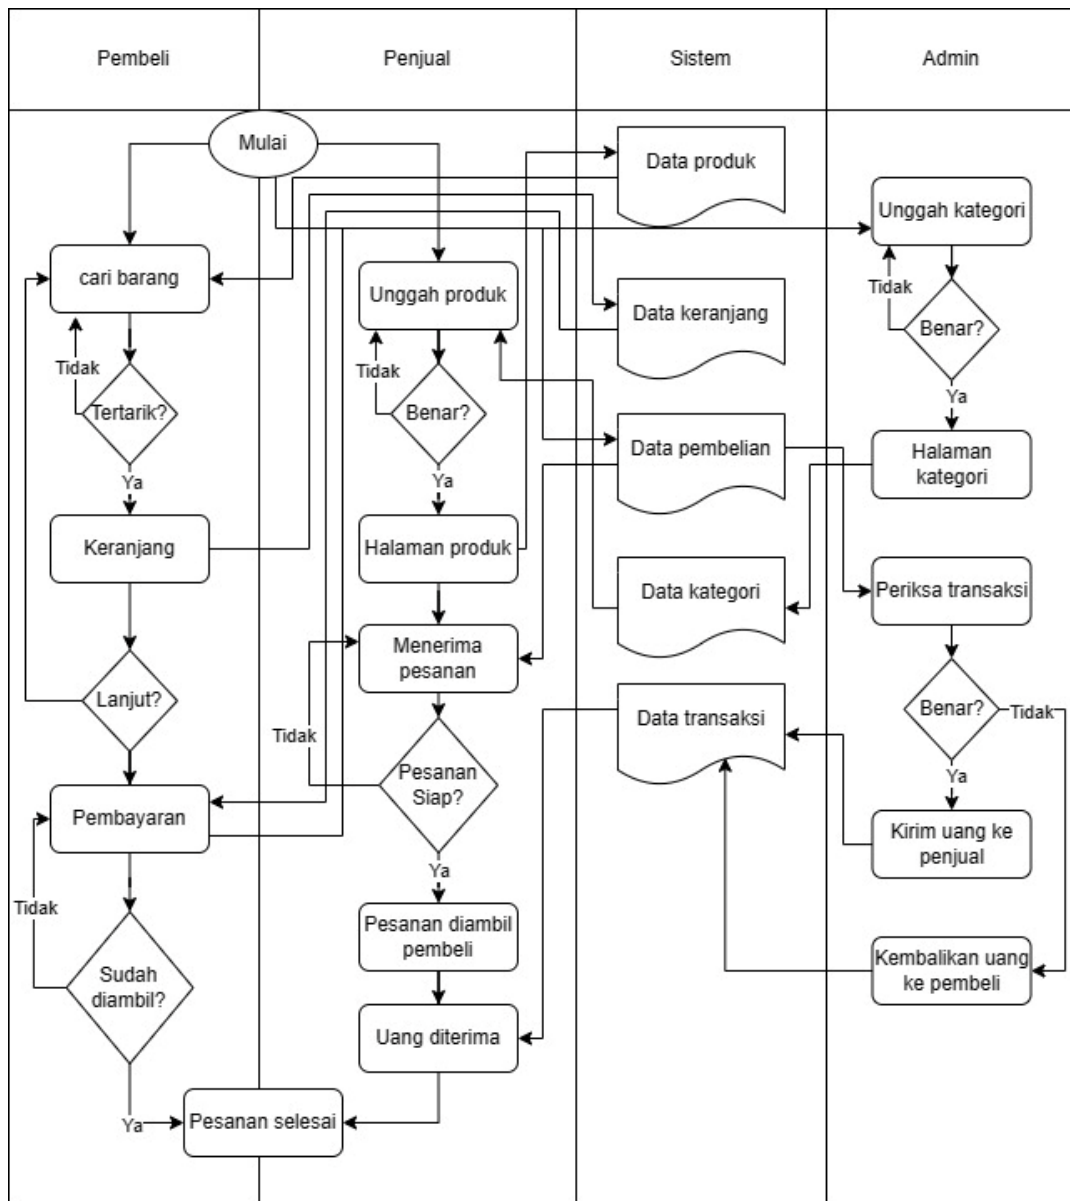 Pembeli
Penjual
Sistem
Admin
Mulai
Data produk
Unggah kategori
cari barang
Unggah produk
Data keranjang
Tidak
Benar?
Tidak
Tidak
Tertarik?
Benar?
Ya
Data pembelian
Halaman
kategori
Ya
Ya
Keranjang
Halaman produk
Data kategori
Periksa transaksi
Menerima
pesanan
Lanjut?
Data transaksi
Benar?
Tidak
Tidak
Pesanan
Siap?
Ya
Pembayaran
Kirim uang ke
penjual
Ya
Tidak
Pesanan diambil
pembeli
Kembalikan uang
ke pembeli
Sudah
diambil?
Uang diterima
Ya
Pesanan selesai